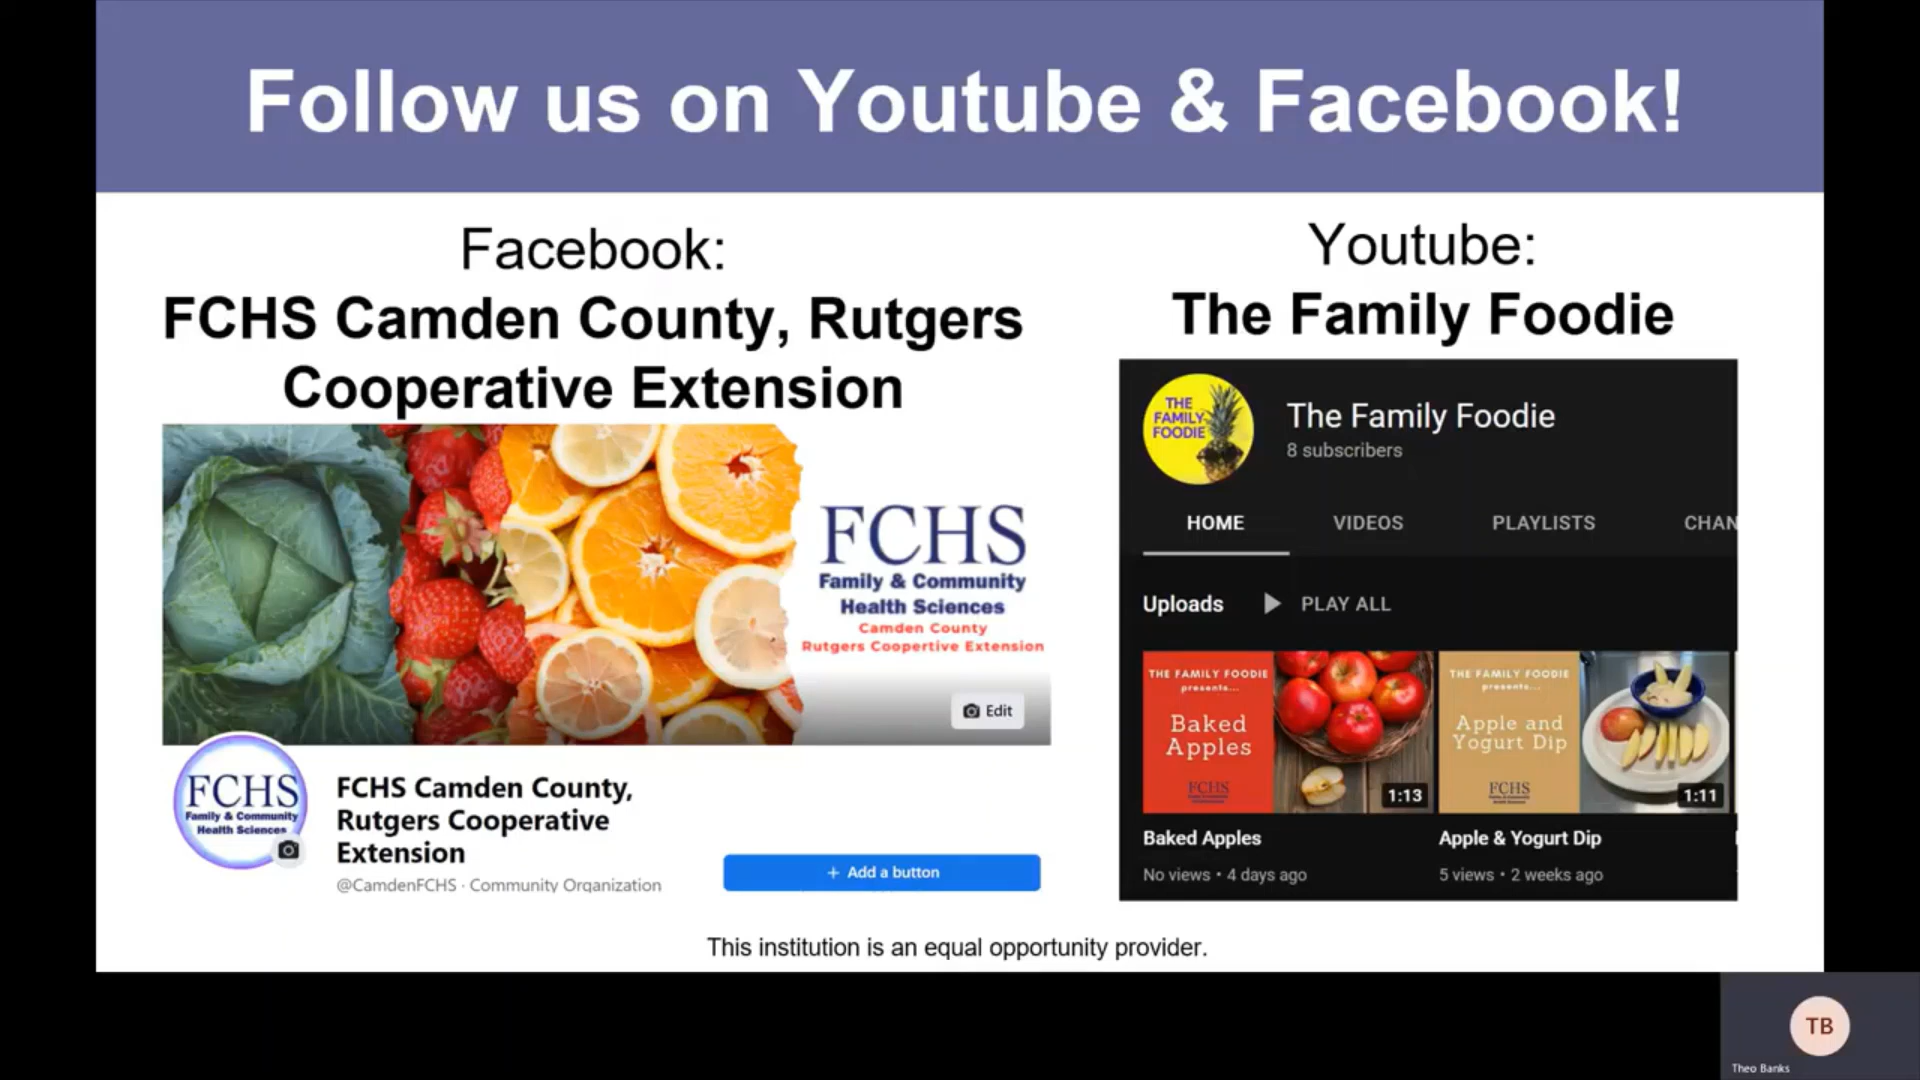 Follow us on Youtube & Facebook!
Facebook:
FCHS Camden County, Rutgers
Cooperative Extension
FCHS
Family & Community
Health Sciences
Camden County
Rutgers Coopertive Extension
Edit
FCHS
Family & Community
Health Sciences
FCHS Camden County,
Rutgers Cooperative
Extension
@CamdenFCHS · Community Organization
+ Add a button
Youtube:
The Family Foodie
THE
FAMILY
FOODIE
The Family Foodie
8 subscribers
HOME VIDEOS PLAYLISTS CHAN
Uploads PLAY ALL
THE FAMILY FOODIE
presents...
Baked
Apples
FCHS
1:13
THE FAMILY FOODIE
presents...
Apple and
Yogurt Dip
FCHS
1:11
Baked Apples
No views • 4 days ago
Apple & Yogurt Dip
5 views • 2 weeks ago
This institution is an equal opportunity provider.
TB
Theo Banks